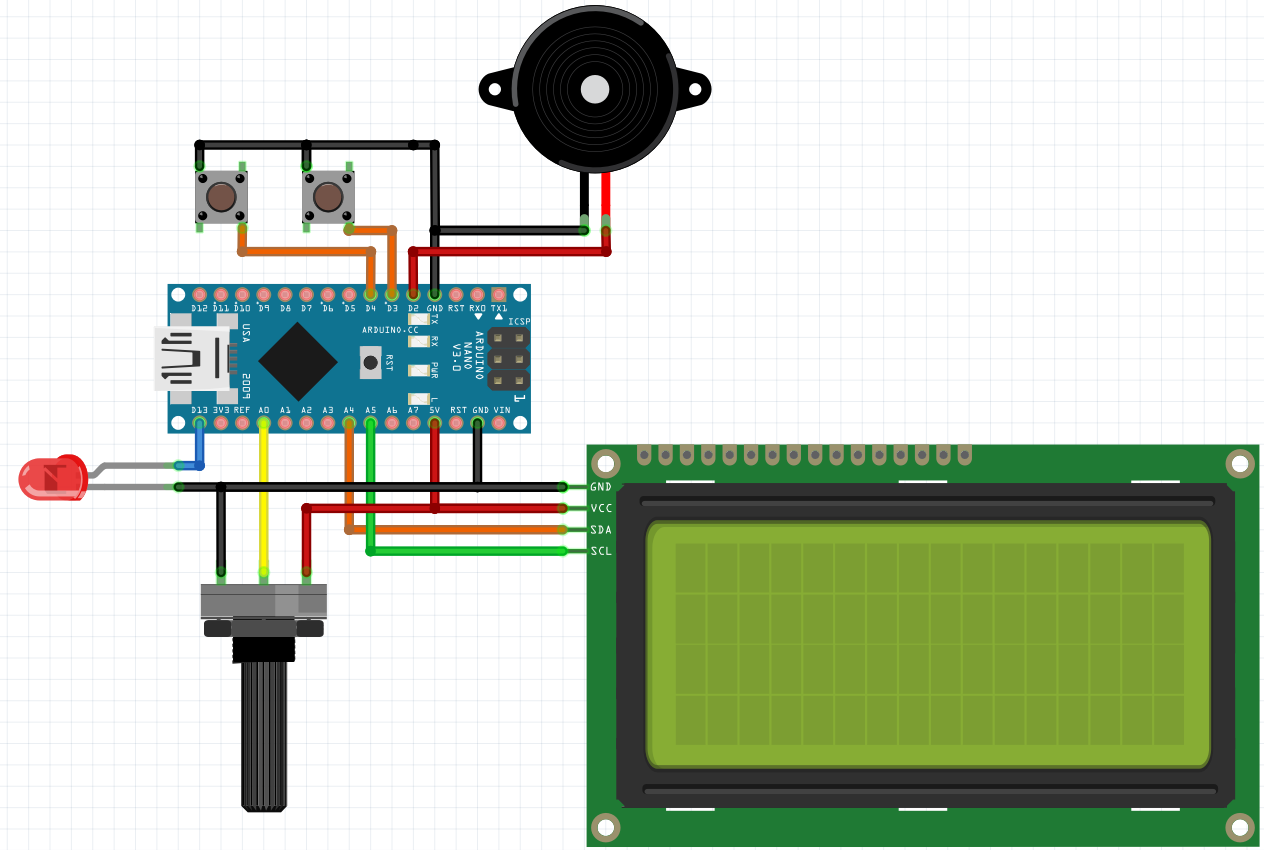 D12 D11 D10 D9 D8 D7 D6 D5 D4 D3 D2 GND RST RX0 TX1
ICSP
TX
RX
PWR
L
ARDUINO.CC
RST
ARDUINO
NANO
V3.0
USA
2009
1
D13 3V3 REF A0 A1 A2 A3 A4 A5 A6 A7 5V RST GND VIN
GND
VCC
SDA
SCL